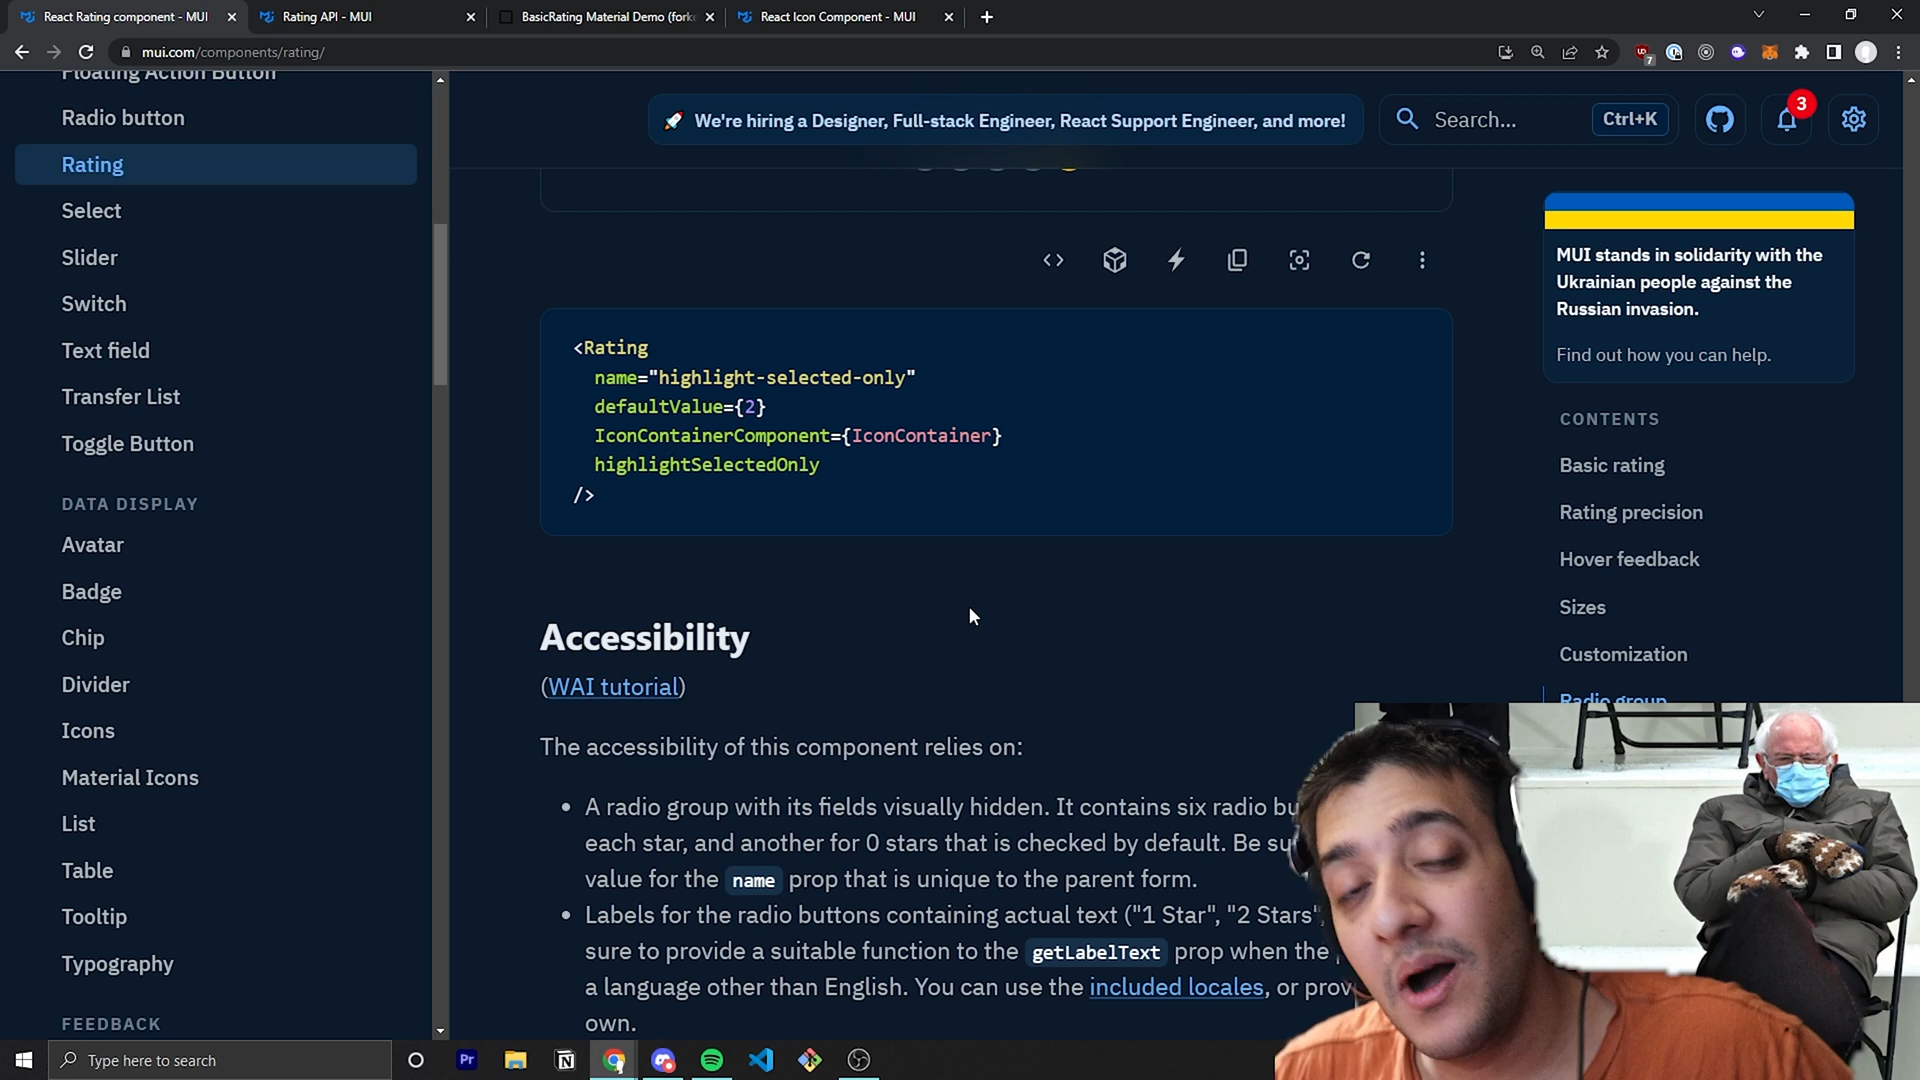 React Rating component - MUI
Rating API - MUI
BasicRating Material Demo (fork
React Icon Component - MUI
mui.com/components/rating/
7
Floating Action Button
Radio button
Rating
Select
Slider
Switch
Text field
Transfer List
Toggle Button
DATA DISPLAY
Avatar
Badge
Chip
Divider
Icons
Material Icons
List
Table
Tooltip
Typography
FEEDBACK
We're hiring a Designer, Full-stack Engineer, React Support Engineer, and more!
Search...
Ctrl+K
3
<Rating
name="highlight-selected-only"
defaultValue={2}
IconContainerComponent={IconContainer}
highlightSelectedOnly
/>
Accessibility
(WAI tutorial)
The accessibility of this component relies on:
• A radio group with its fields visually hidden. It contains six radio bu
each star, and another for 0 stars that is checked by default. Be su
value for the name prop that is unique to the parent form.
• Labels for the radio buttons containing actual text ("1 Star", "2 Stars",
sure to provide a suitable function to the getLabelText prop when the
a language other than English. You can use the included locales, or prov
own.
MUI stands in solidarity with the
Ukrainian people against the
Russian invasion.
Find out how you can help.
CONTENTS
Basic rating
Rating precision
Hover feedback
Sizes
Customization
Radio group
Type here to search
Pr